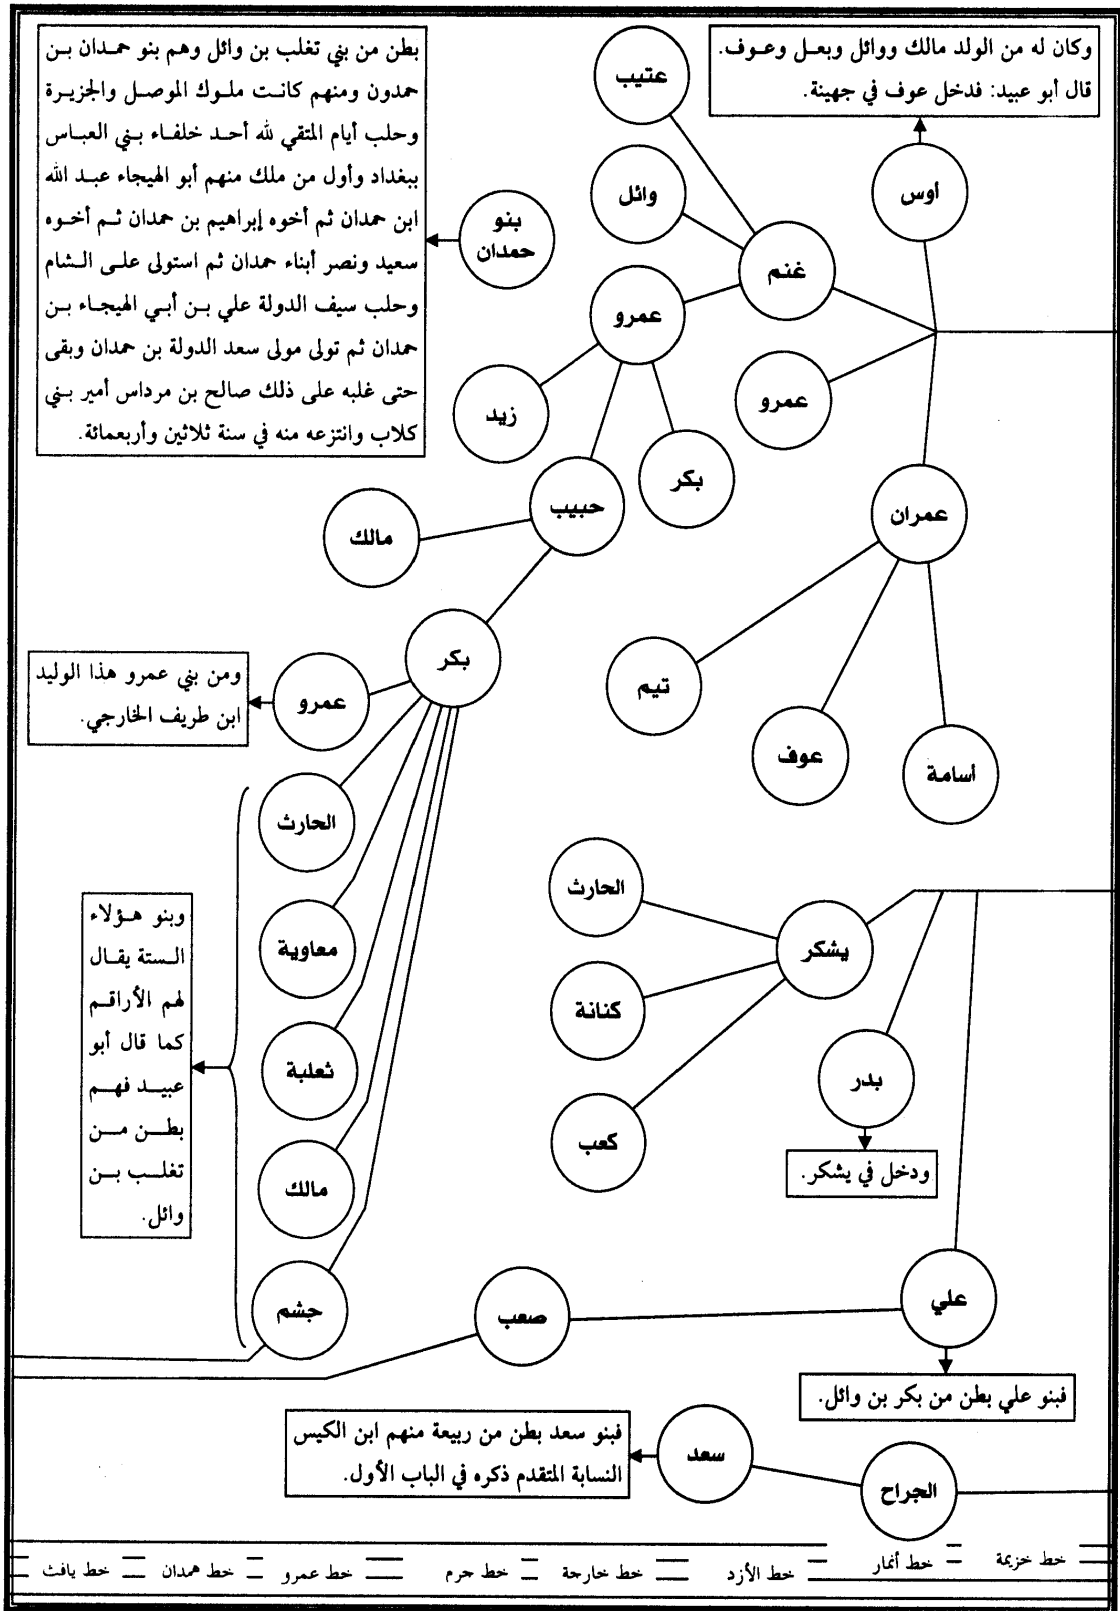 وكان له من الولد مالك ووائل وبعل وعوف.
قال أبو عبيد: فدخل عوف في جهينة.
أوس
عتيب
وائل
غنم
عمرو
عمرو
زيد
بكر
حبيب
مالك
عمران
تيم
عوف
أسامة
بنو
حمدان
بطن من بني تغلب بن وائل وهم بنو حمدان بن
حمدون ومنهم كانت ملوك الموصل والجزيرة
وحلب أيام المتقي لله أحد خلفاء بني العباس
ببغداد وأول من ملك منهم أبو الهيجاء عبد الله
ابن حمدان ثم أخوه إبراهيم بن حمدان ثم أخوه
سعيد ونصر أبناء حمدان ثم استولى على الشام
وحلب سيف الدولة علي بن أبي الهيجاء بن
حمدان ثم تولى مولى سعد الدولة بن حمدان وبقى
حتى غلبه على ذلك صالح بن مرداس أمير بني
كلاب وانتزعه منه في سنة ثلاثين وأربعمائة.
بكر
عمرو
ومن بني عمرو هذا الوليد
ابن طريف الخارجي.
الحارث
معاوية
ثعلبة
مالك
جشم
وبنو هؤلاء
الستة يقال
لهم الأراقم
كما قال أبو
عبيد فهم
بطن من
تغلب بن
وائل.
يشكر
الحارث
كنانة
كعب
بدر
ودخل في يشكر.
علي
صعب
فبنو علي بطن من بكر بن وائل.
الجراح
سعد
فبنو سعد بطن من ربيعة منهم ابن الكيس
النسابة المتقدم ذكره في الباب الأول.
خط خزيمة خط أنمار خط الأزد خط خارحة خط حرم خط عمرو خط همدان خط يافث